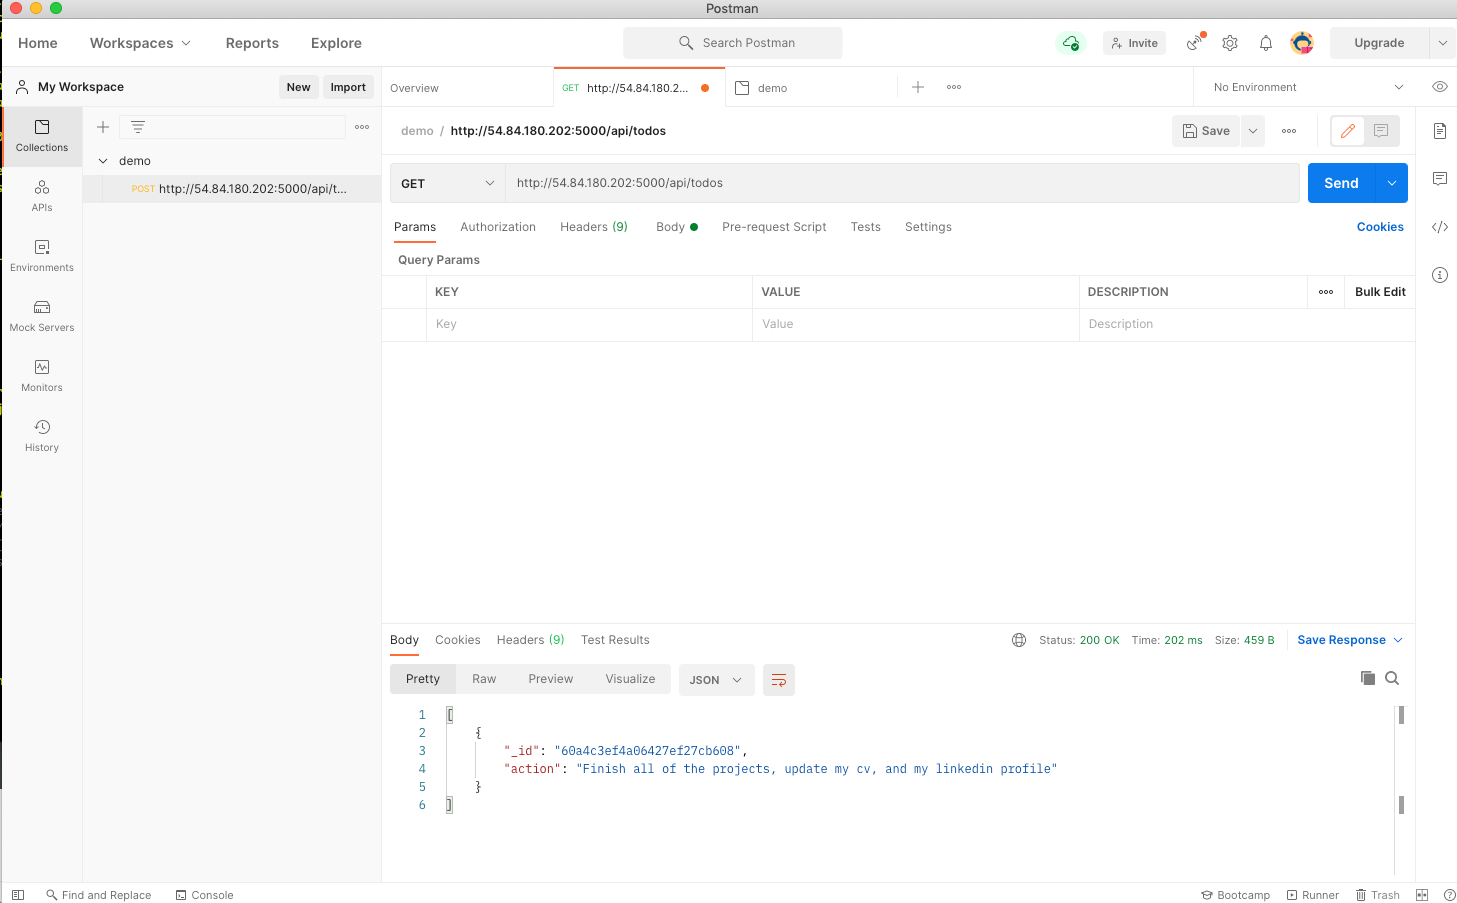 Postman
Home Workspaces Reports Explore Search Postman Invite Upgrade
My Workspace New Import Overview GET http://54.84.180.2... demo No Environment
demo / http://54.84.180.202:5000/api/todos Save
Collections
demo
POST http://54.84.180.202:5000/api/t...
GET http://54.84.180.202:5000/api/todos Send
APIs
Params Authorization Headers (9) Body Pre-request Script Tests Settings Cookies
Query Params
Environments
KEY VALUE DESCRIPTION Bulk Edit
Key Value Description
Mock Servers
Monitors
History
Body Cookies Headers (9) Test Results Status: 200 OK Time: 202 ms Size: 459 B Save Response
Pretty Raw Preview Visualize JSON
1 [
2 {
3 "_id": "60a4c3ef4a06427ef27cb608",
4 "action": "Finish all of the projects, update my cv, and my linkedin profile"
5 }
6 ]
Find and Replace Console Bootcamp Runner Trash